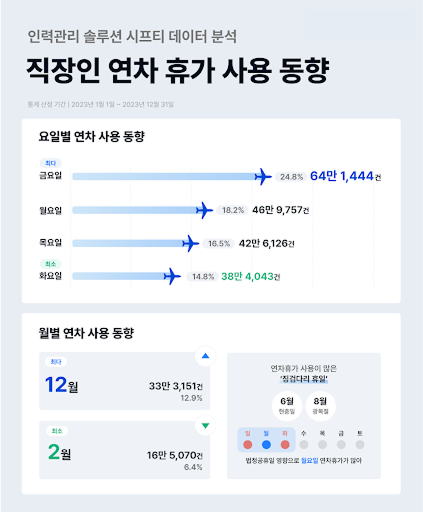 인력관리 솔루션 시프티 데이터 분석
직장인 연차 휴가 사용 동향
통계 산정 기간 | 2023년 1월 1일 ~ 2023년 12월 31일
요일별 연차 사용 동향
최다
금요일 24.8% 64만 1,444건
월요일 18.2% 46만 9,757건
목요일 16.5% 42만 6,126건
최소
화요일 14.8% 38만 4,043건
월별 연차 사용 동향
최다
12월
33만 3,151건
12.9%
최소
2월
16만 5,070건
6.4%
연차휴가 사용이 많은
'징검다리 휴일'
6월 8월
현충일 광복절
일 월 화 수 목 금 토
법정공휴일 영향으로 월요일 연차휴가가 많아